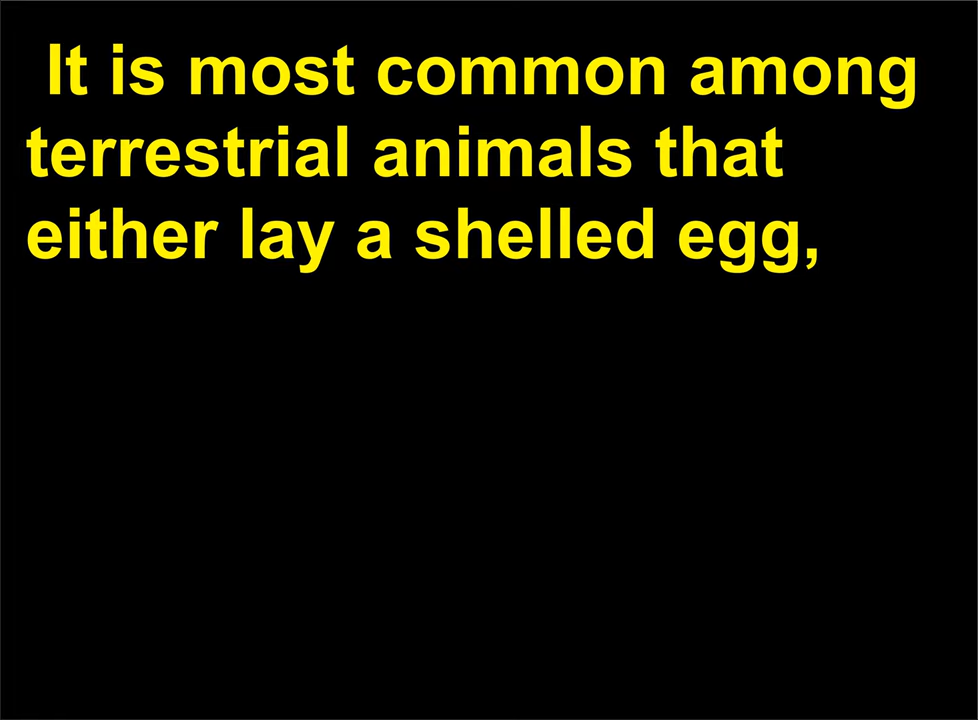 It is most common among
terrestrial animals that
either lay a shelled egg,